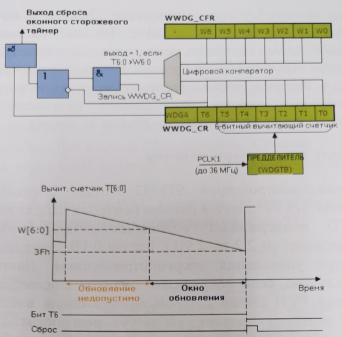 Выход сброса
оконного сторожевого
таймер
WWDG_CFR
- W6 W5 W4 W3 W2 W1 W0
выход = 1, если
T6:0 >W6:0
Цифровой компаратор
1
&
Запись WWDG_CR
WDGA T6 T5 T4 T3 T2 T1 T0
WWDG_CR
6-битный вычитающий счетчик
PCLK1
(до 36 МГц)
ПРЕДДЕЛИТЕЛЬ
(WDGTB)
Вычит. счетчик T[6:0]
W[6:0]
3Fh
Обновление
недопустимо
Окно
обновления
Время
Бит T6
Сброс